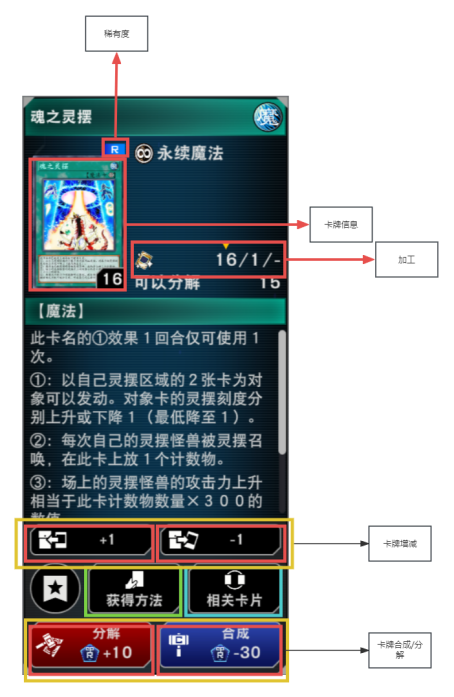 稀有度
魂之灵摆
魔
R
永续魔法
魂之灵摆
16
卡牌信息
16/1/-
加工
可以分解 15
【魔法】
此卡名的①效果1回合仅可使用1
次。
①：以自己灵摆区域的2张卡为对
象可以发动。对象卡的灵摆刻度分
别上升或下降1（最低降至1）。
②：每次自己的灵摆怪兽被灵摆召
唤，在此卡上放1个计数物。
③：场上的灵摆怪兽的攻击力上升
相当于此卡计数物数量×300的
数值
+1
-1
卡牌增减
获得方法
相关卡片
分解
R +10
合成
R -30
卡牌合成/分
解